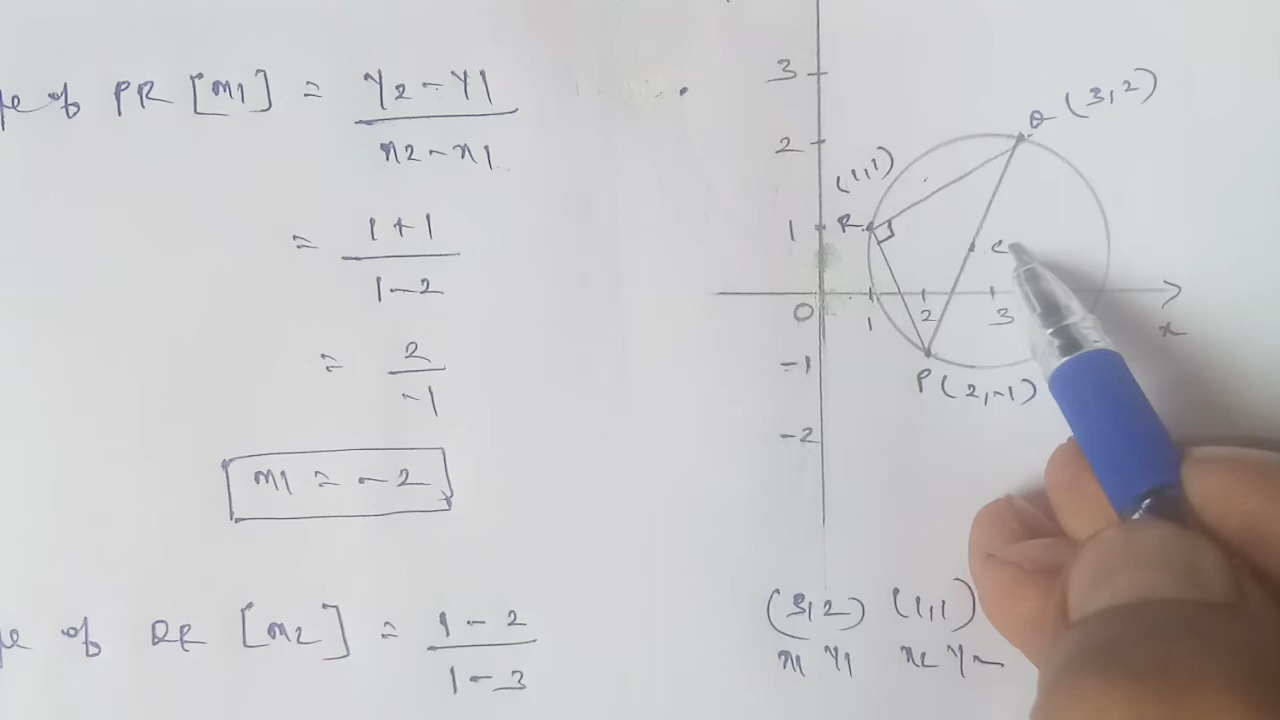 of PR [m1] = Y2-Y1
x2-x1
= 1+1
1-2
= 2
-1
m1 = -2
of QR [m2] = 1-2
1-3
3
2
1
0
-1
-2
1 2 3
x
Q (3,2)
(1,1)
R
C
P(2,-1)
(3,2) (1,1)
x1 Y1 x2 Y2